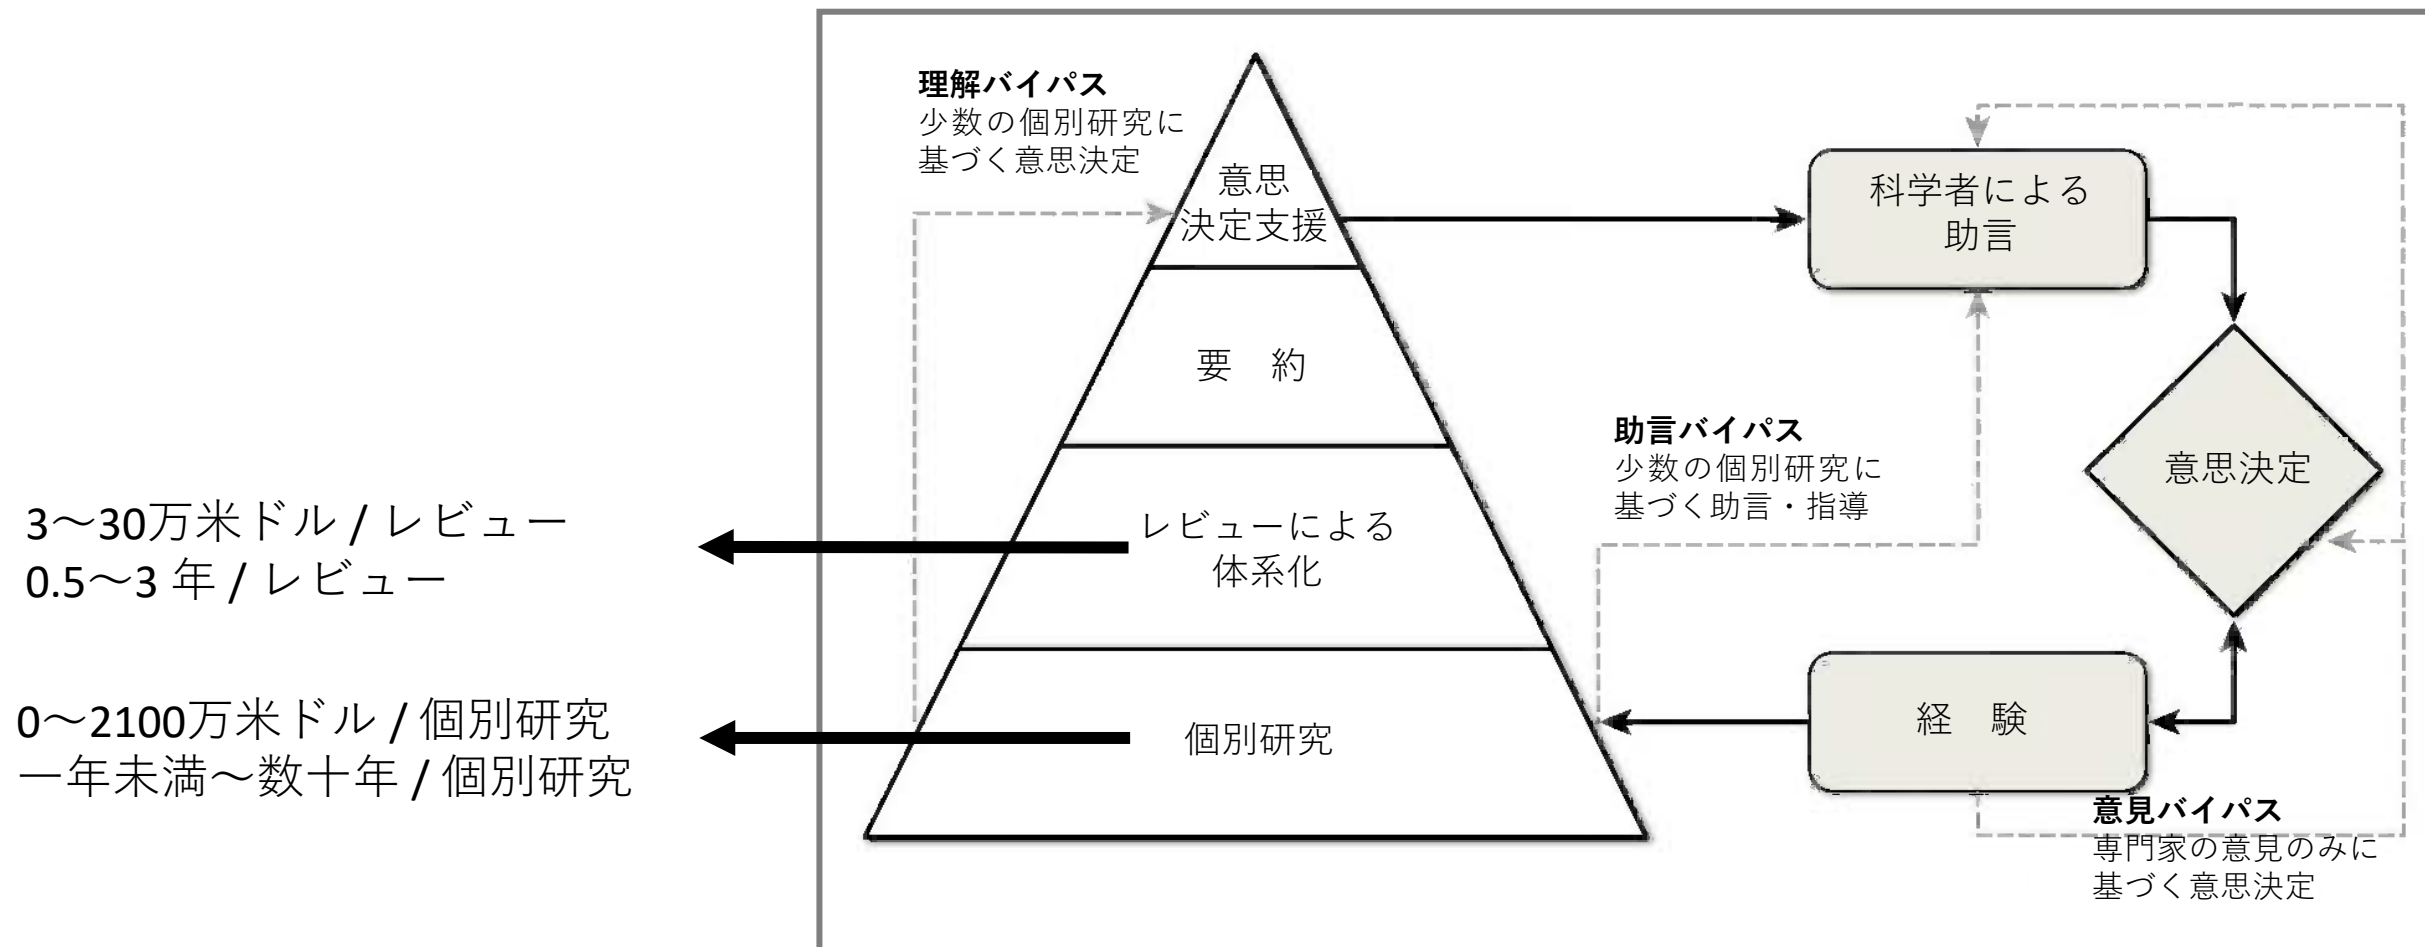 理解バイパス
少数の個別研究に
基づく意思決定
意思
決定支援
科学者による
助言
要　約
助言バイパス
少数の個別研究に
基づく助言・指導
意思決定
3～30万米ドル / レビュー
0.5～3 年 / レビュー
レビューによる
体系化
0～2100万米ドル / 個別研究
一年未満～数十年 / 個別研究
個別研究
経　験
意見バイパス
専門家の意見のみに
基づく意思決定